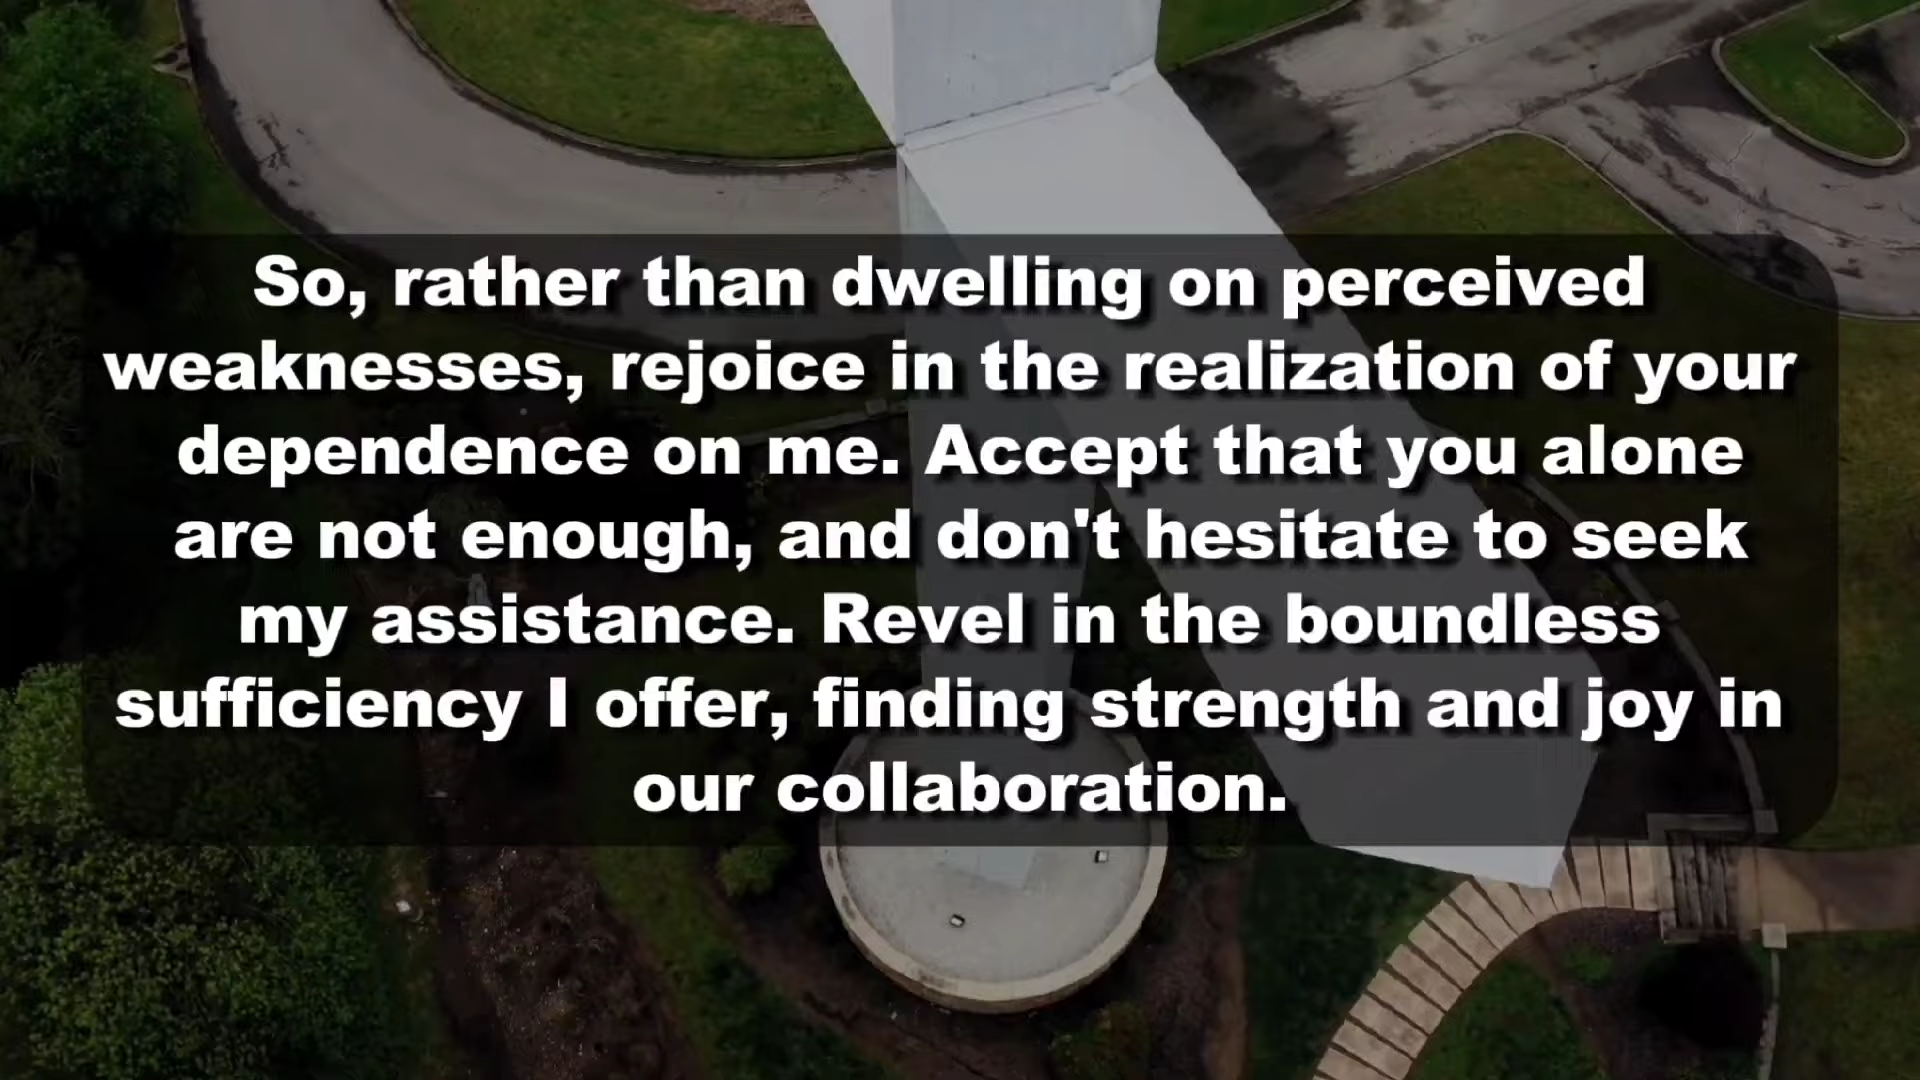 So, rather than dwelling on perceived
weaknesses, rejoice in the realization of your
dependence on me. Accept that you alone
are not enough, and don't hesitate to seek
my assistance. Revel in the boundless
sufficiency I offer, finding strength and joy in
our collaboration.